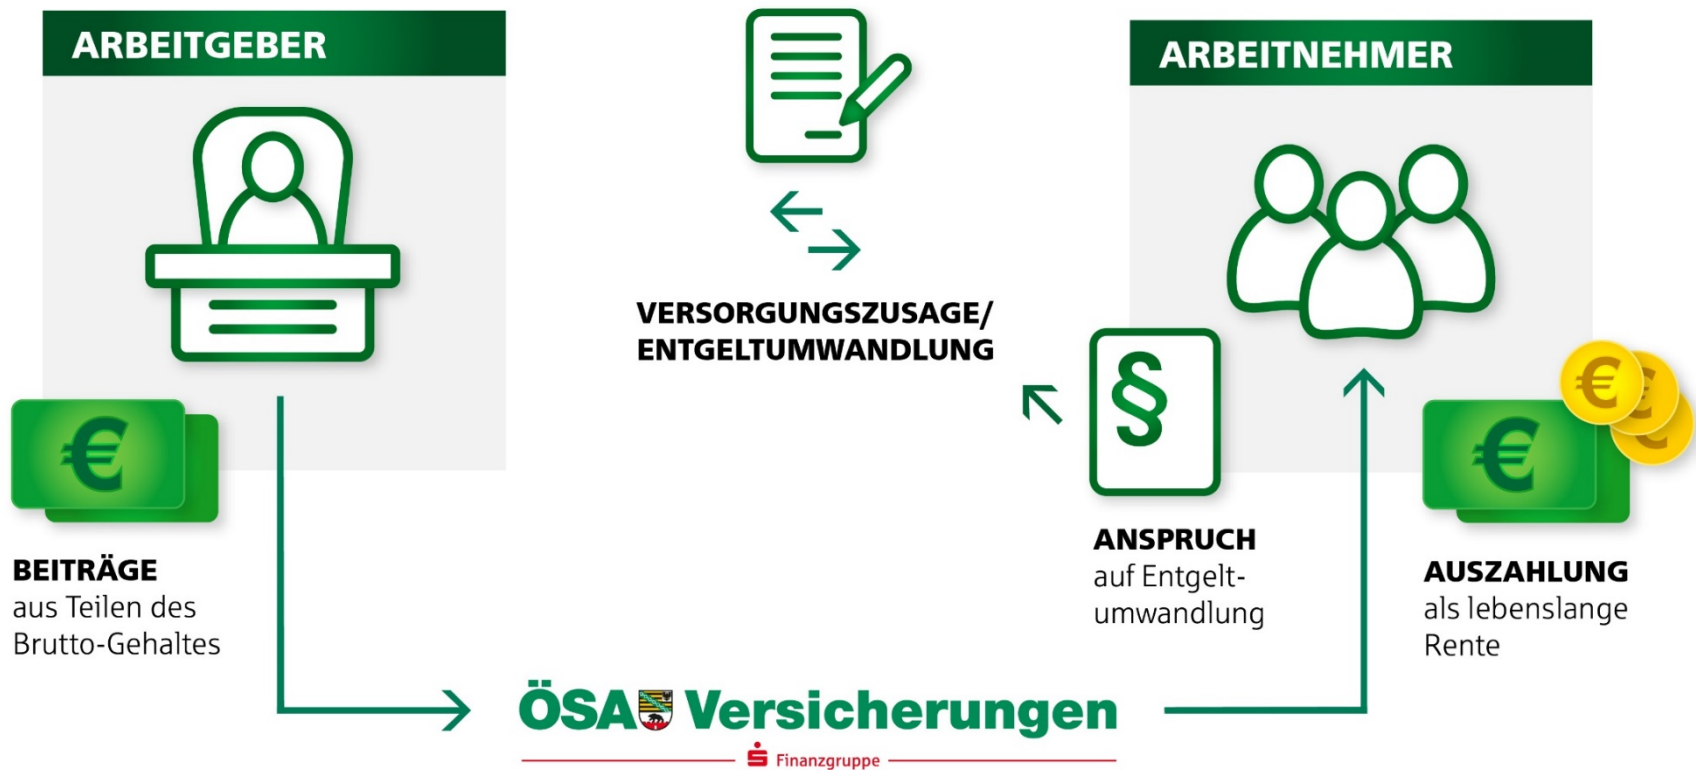 ARBEITGEBER
ARBEITNEHMER
VERSORGUNGSZUSAGE/
ENTGELTUMWANDLUNG
§
€
€
€
€
€
BEITRÄGE
aus Teilen des
Brutto-Gehaltes
ANSPRUCH
auf Entgelt-
umwandlung
AUSZAHLUNG
als lebenslange
Rente
ÖSA Versicherungen
Finanzgruppe